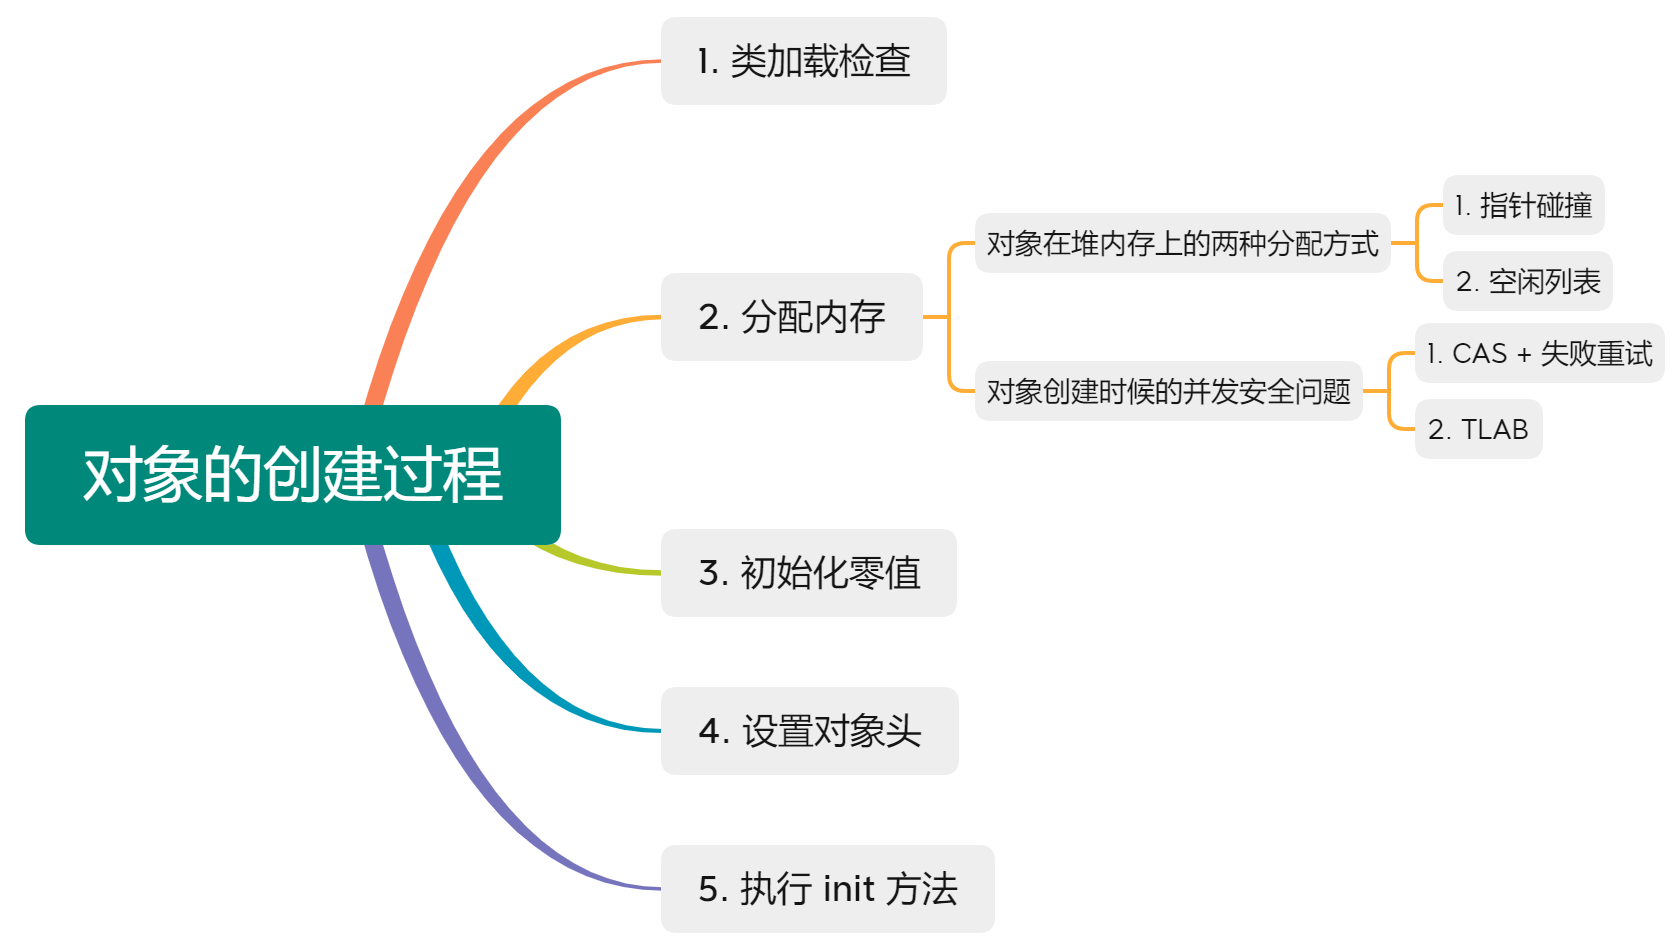 对象的创建过程
1. 类加载检查
2. 分配内存
对象在堆内存上的两种分配方式
1. 指针碰撞
2. 空闲列表
对象创建时候的并发安全问题
1. CAS + 失败重试
2. TLAB
3. 初始化零值
4. 设置对象头
5. 执行 init 方法